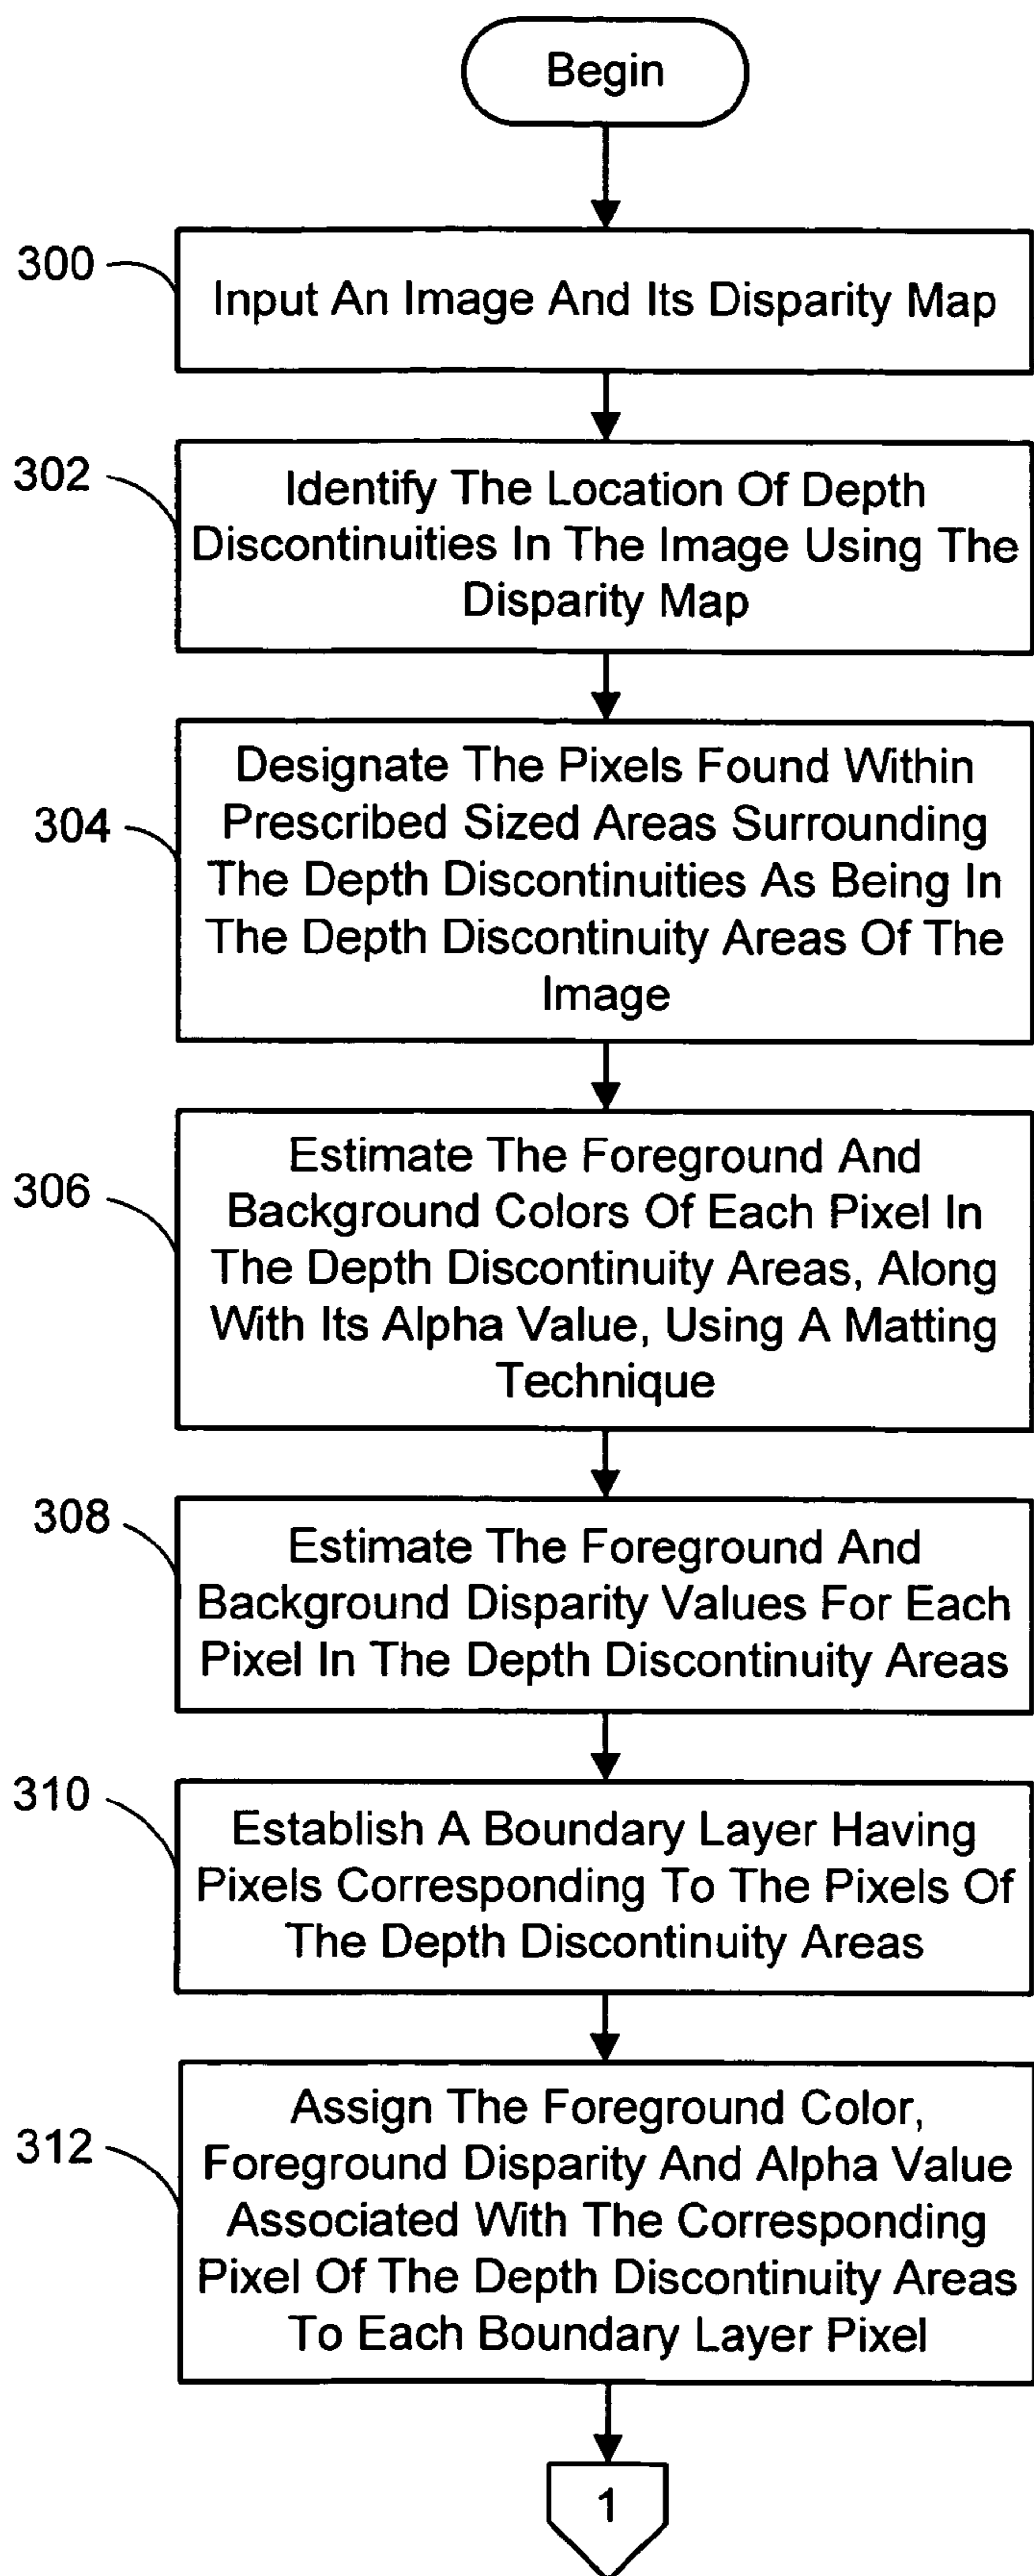 Begin
300
Input An Image And Its Disparity Map
302
Identify The Location Of Depth
Discontinuities In The Image Using The
Disparity Map
304
Designate The Pixels Found Within
Prescribed Sized Areas Surrounding
The Depth Discontinuities As Being In
The Depth Discontinuity Areas Of The
Image
306
Estimate The Foreground And
Background Colors Of Each Pixel In
The Depth Discontinuity Areas, Along
With Its Alpha Value, Using A Matting
Technique
308
Estimate The Foreground And
Background Disparity Values For Each
Pixel In The Depth Discontinuity Areas
310
Establish A Boundary Layer Having
Pixels Corresponding To The Pixels Of
The Depth Discontinuity Areas
312
Assign The Foreground Color,
Foreground Disparity And Alpha Value
Associated With The Corresponding
Pixel Of The Depth Discontinuity Areas
To Each Boundary Layer Pixel
1